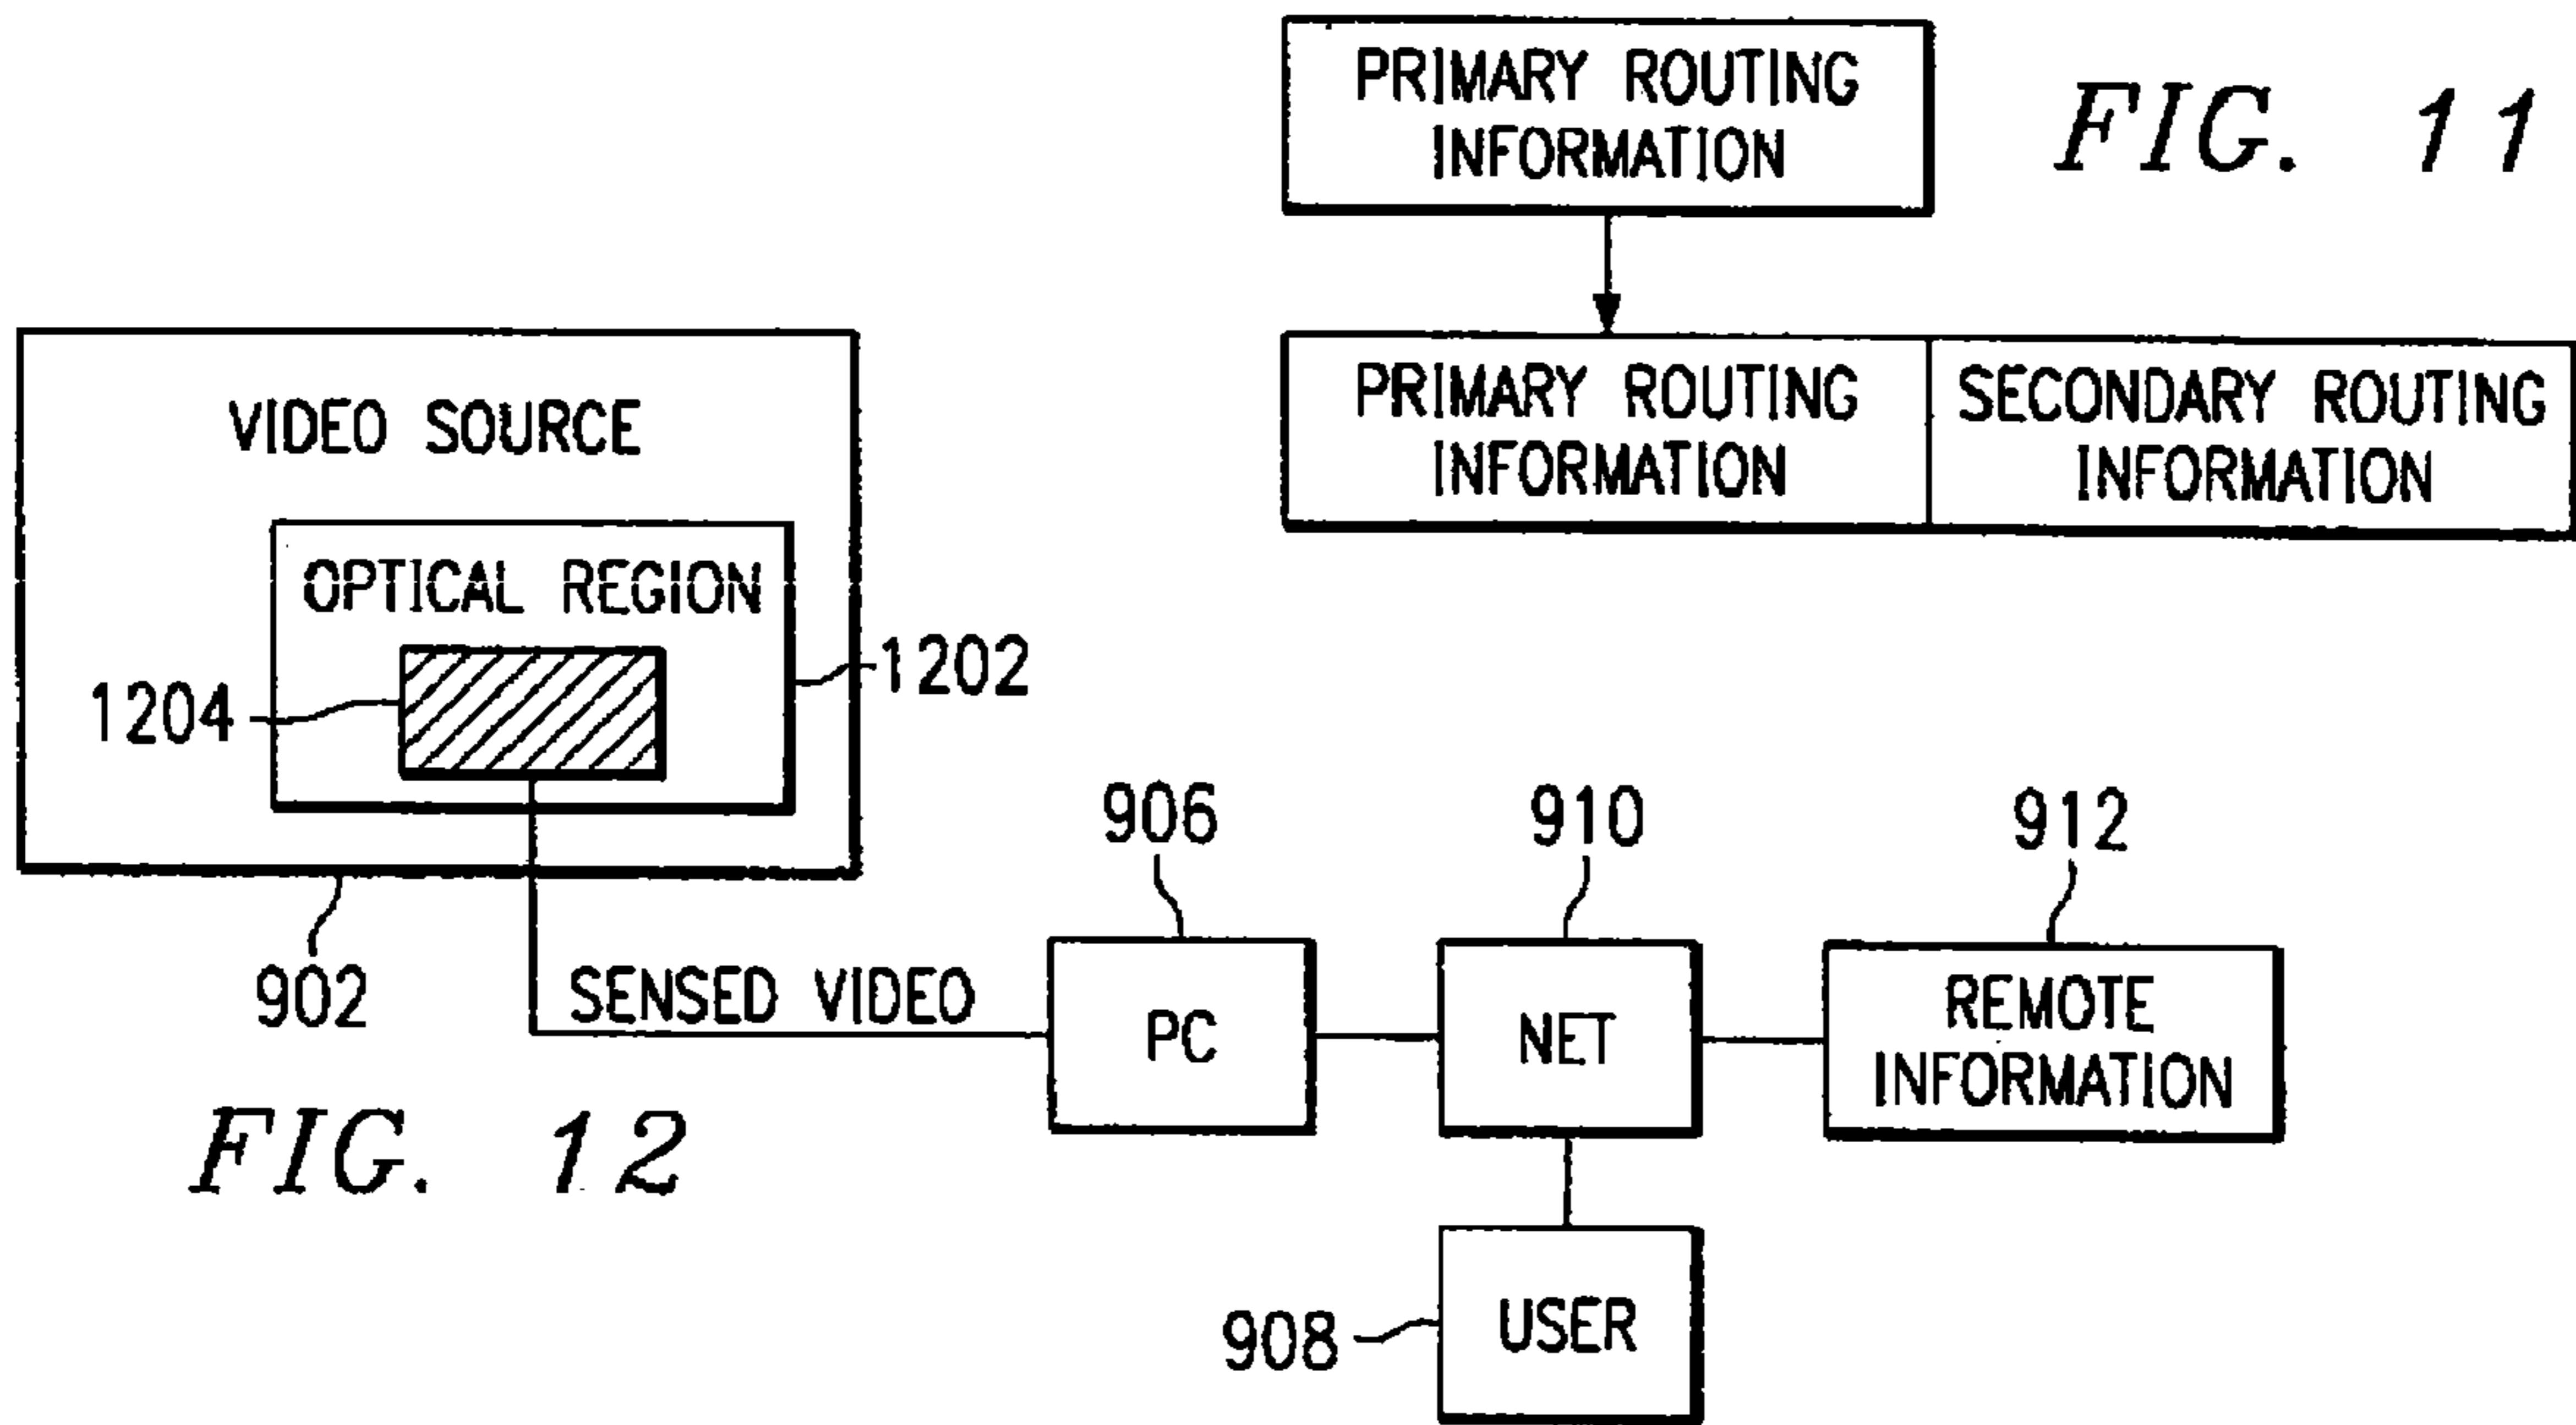 PRIMARY ROUTING
INFORMATION
FIG. 11
PRIMARY ROUTING
INFORMATION
SECONDARY ROUTING
INFORMATION
VIDEO SOURCE
OPTICAL REGION
1202
1204
902
SENSED VIDEO
906
PC
910
NET
912
REMOTE
INFORMATION
908
USER
FIG. 12